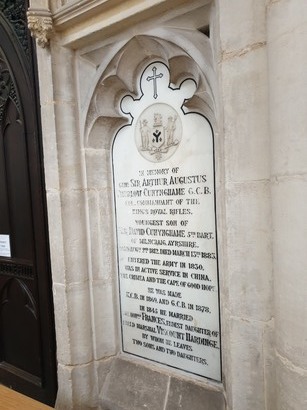 IN MEMORY OF
SIR ARTHUR AUGUSTUS
CUNYNGHAME G.C.B.
COL. COMMANDANT OF THE
KING'S ROYAL RIFLES.
YOUNGEST SON OF
SIR DAVID CUNYNGHAME 5TH BART.
OF MILNCRAIG, AYRSHIRE.
1812. DIED MARCH 1884.
HE ENTERED THE ARMY IN 1830.
WAS IN ACTIVE SERVICE IN CHINA.
THE CRIMEA AND THE CAPE OF GOOD HOPE.
HE WAS MADE
K.C.B. IN 1869. AND G.C.B. IN 1878.
IN 1845 HE MARRIED
FRANCES, ELDEST DAUGHTER OF
FIELD MARSHAL VISCOUNT HARDINGE.
BY WHOM HE LEAVES,
TWO SONS AND TWO DAUGHTERS.